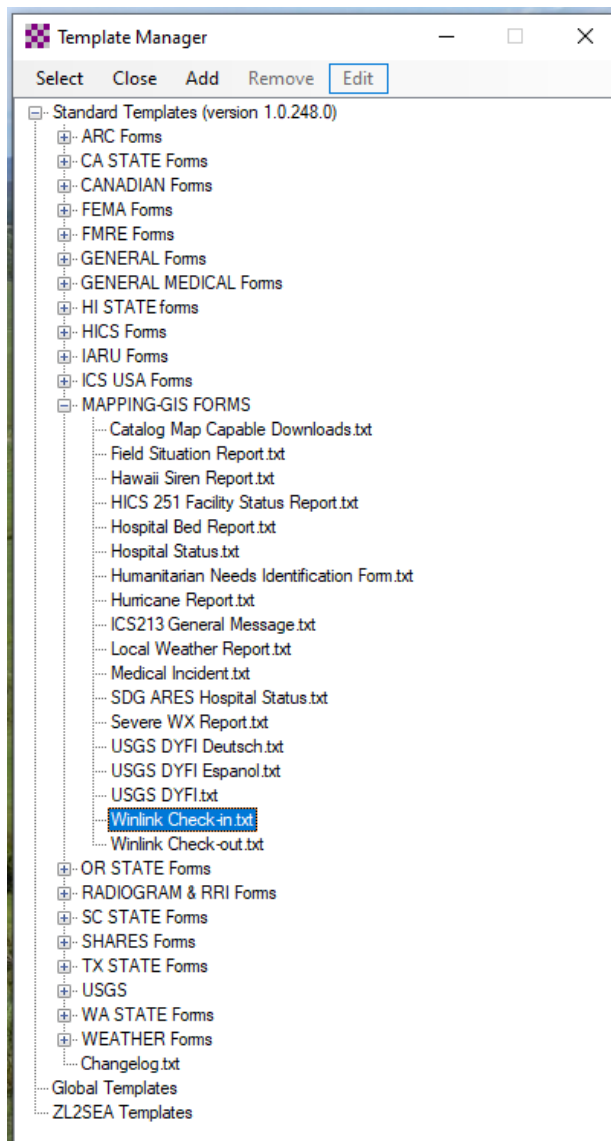 Template Manager
Select Close Add Remove Edit
Standard Templates (version 1.0.248.0)
ARC Forms
CA STATE Forms
CANADIAN Forms
FEMA Forms
FMRE Forms
GENERAL Forms
GENERAL MEDICAL Forms
HI STATE forms
HICS Forms
IARU Forms
ICS USA Forms
MAPPING-GIS FORMS
Catalog Map Capable Downloads.txt
Field Situation Report.txt
Hawaii Siren Report.txt
HICS 251 Facility Status Report.txt
Hospital Bed Report.txt
Hospital Status.txt
Humanitarian Needs Identification Form.txt
Hurricane Report.txt
ICS213 General Message.txt
Local Weather Report.txt
Medical Incident.txt
SDG ARES Hospital Status.txt
Severe WX Report.txt
USGS DYFI Deutsch.txt
USGS DYFI Espanol.txt
USGS DYFI.txt
Winlink Check-in.txt
Winlink Check-out.txt
OR STATE Forms
RADIOGRAM & RRI Forms
SC STATE Forms
SHARES Forms
TX STATE Forms
USGS
WA STATE Forms
WEATHER Forms
Changelog.txt
Global Templates
ZL2SEA Templates